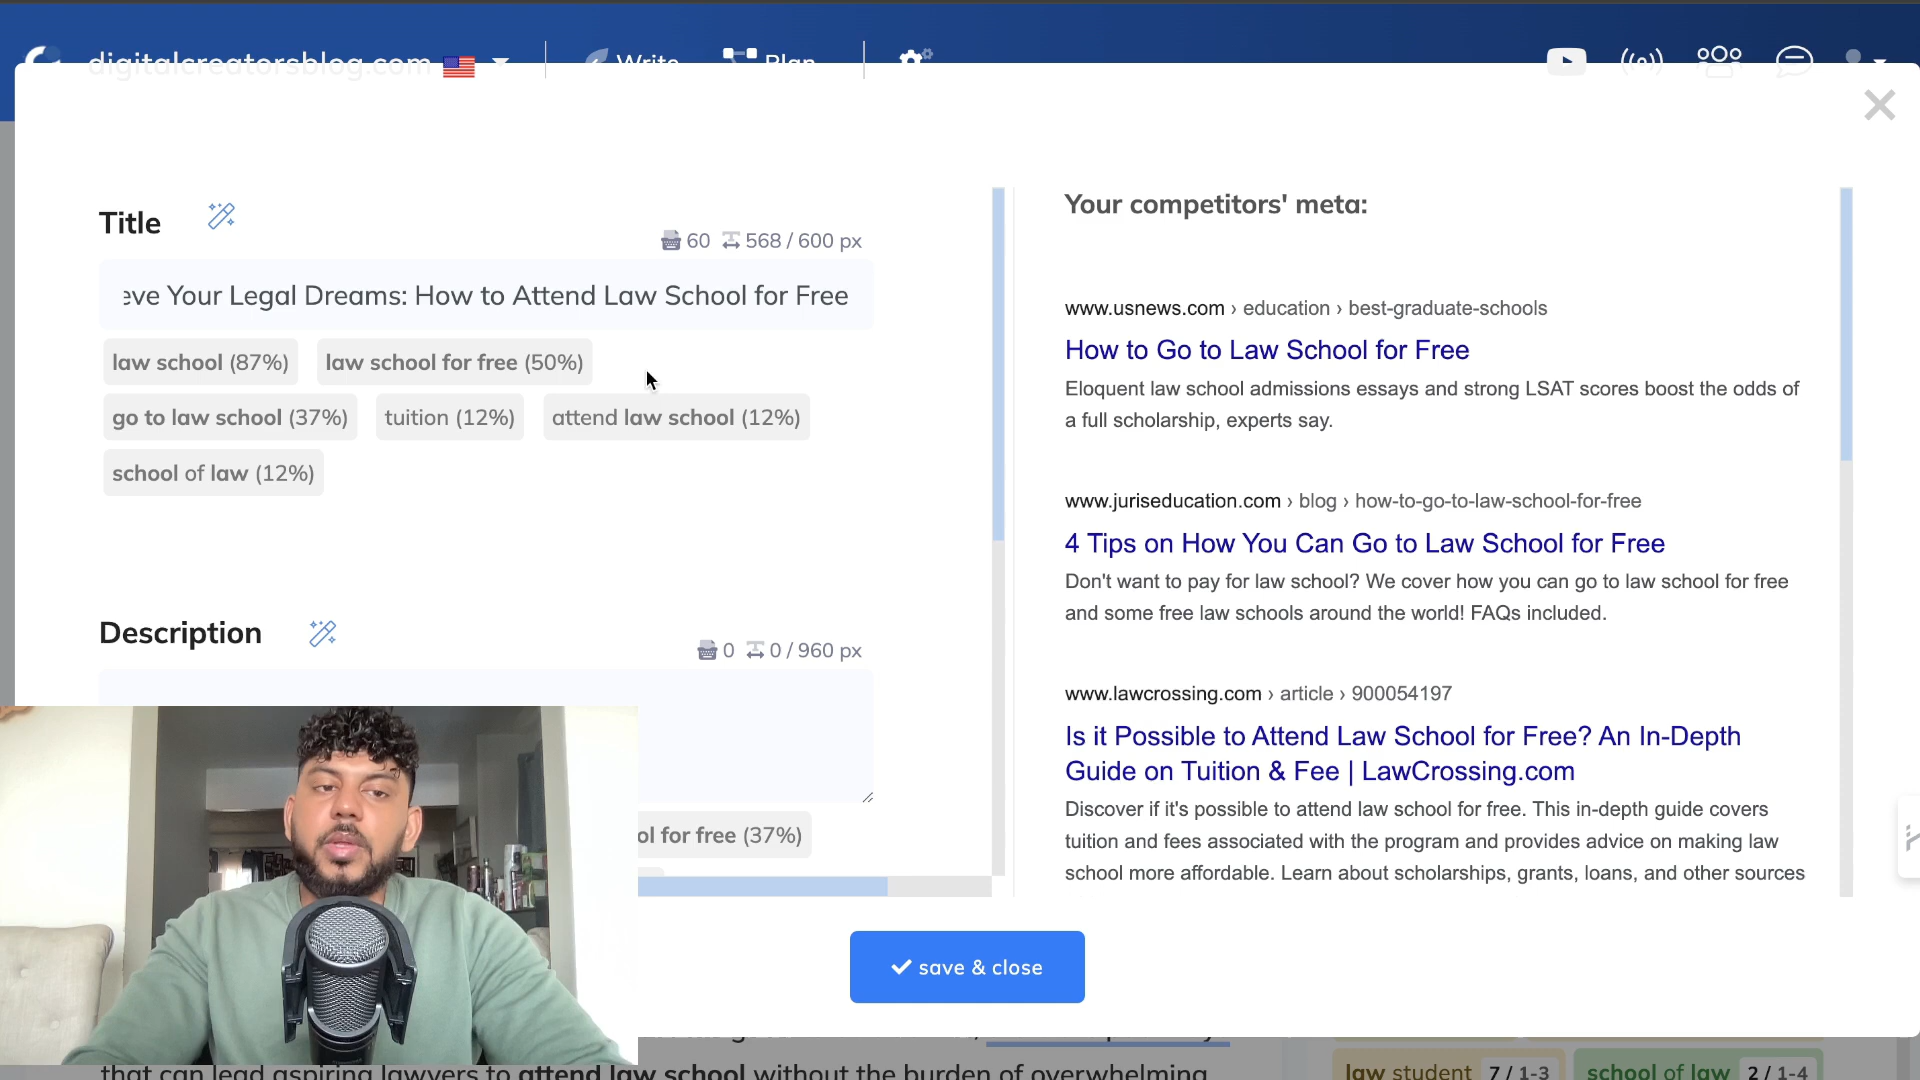 digitalcreatorsblog.com
Write
Plan
Title
60 568 / 600 px
eve Your Legal Dreams: How to Attend Law School for Free
law school (87%) law school for free (50%)
go to law school (37%) tuition (12%) attend law school (12%)
school of law (12%)
Description
0 0 / 960 px
ol for free (37%)
Your competitors' meta:
www.usnews.com › education › best-graduate-schools
How to Go to Law School for Free
Eloquent law school admissions essays and strong LSAT scores boost the odds of
a full scholarship, experts say.
www.juriseducation.com › blog › how-to-go-to-law-school-for-free
4 Tips on How You Can Go to Law School for Free
Don't want to pay for law school? We cover how you can go to law school for free
and some free law schools around the world! FAQs included.
www.lawcrossing.com › article › 900054197
Is it Possible to Attend Law School for Free? An In-Depth
Guide on Tuition & Fee | LawCrossing.com
Discover if it's possible to attend law school for free. This in-depth guide covers
tuition and fees associated with the program and provides advice on making law
school more affordable. Learn about scholarships, grants, loans, and other sources
save & close
that can lead aspiring lawyers to attend law school without the burden of overwhelming
law student 7 / 1-3 school of law 2 / 1-4